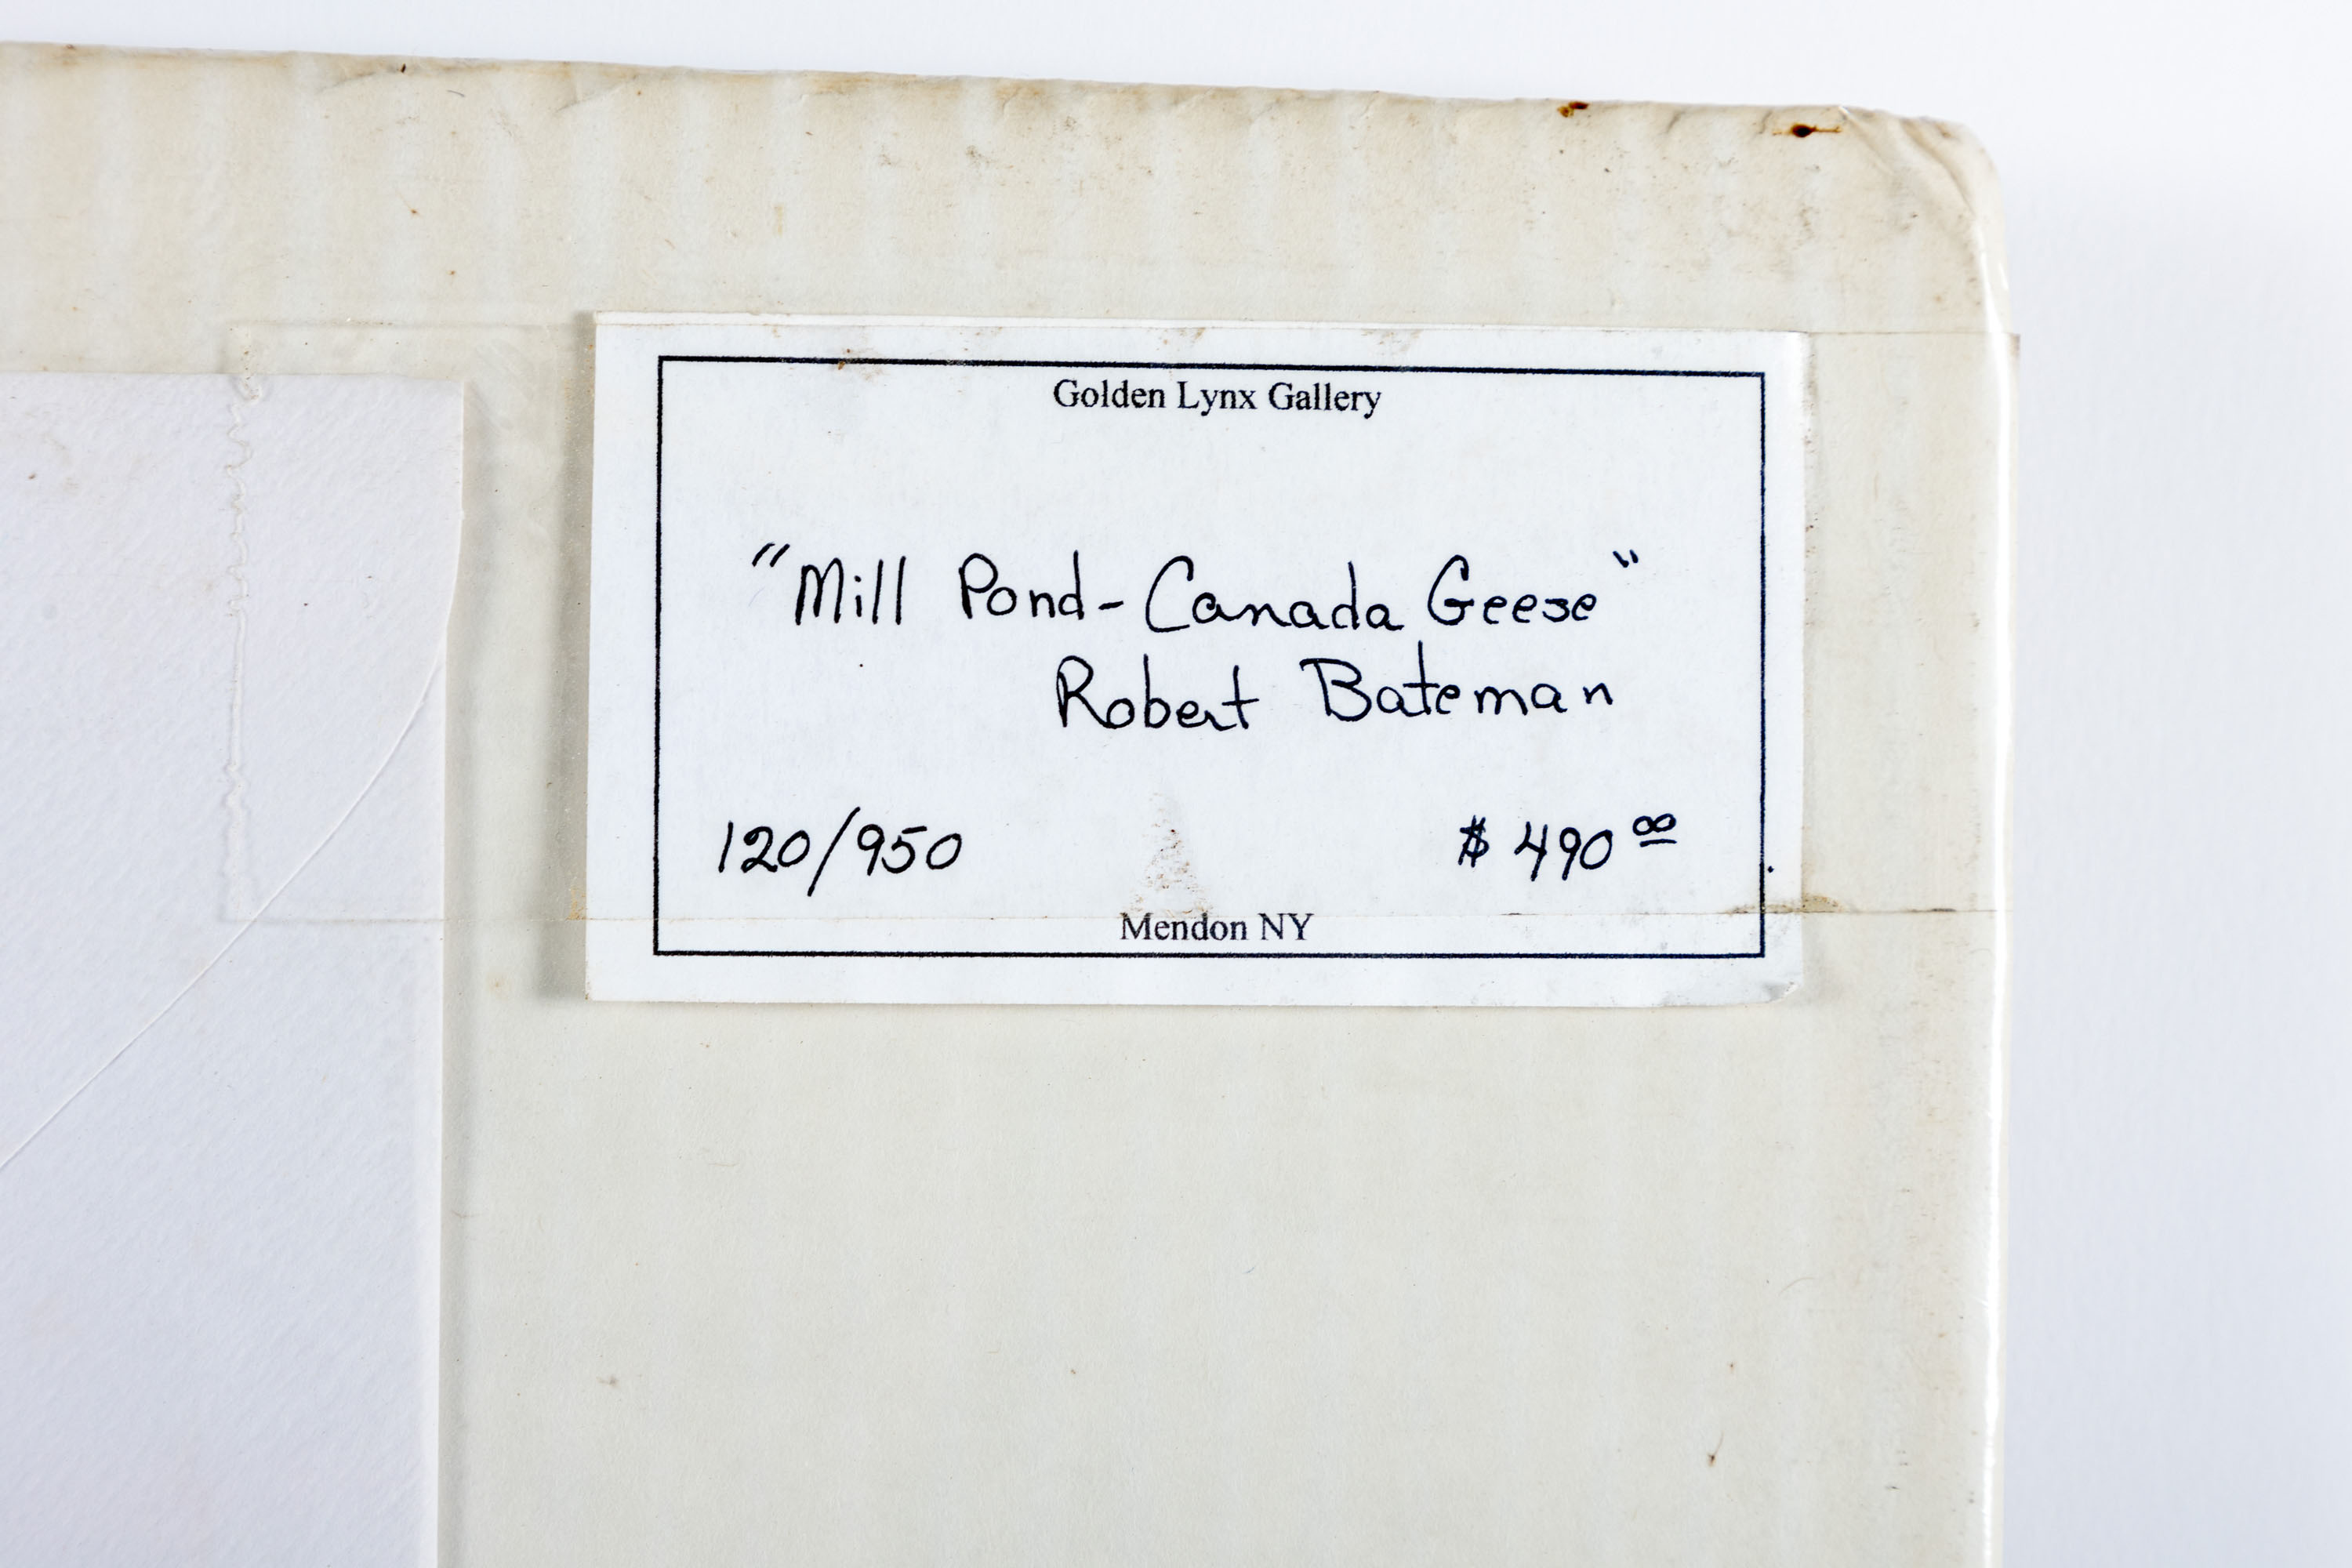 Golden Lynx Gallery
"Mill Pond-Canada Geese"
Robert Bateman
120/950 $ 490 00
Mendon NY